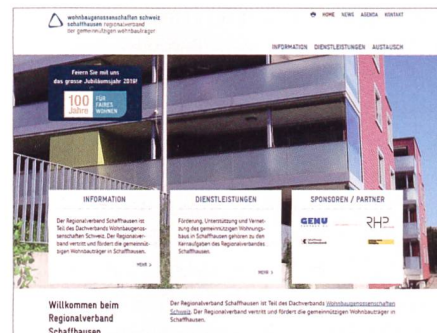 wohnbaugenossenschaften schweiz
schaffhausen regionalverband
der gemeinnützigen wohnbauträger
HOME NEWS AGENDA KONTAKT
INFORMATION DIENSTLEISTUNGEN AUSTAUSCH
Feiern Sie mit uns
das grosse Jubiläumsjahr 2019!
100 Jahre
FÜR
FAIRES
WOHNEN
INFORMATION
Der Regionalverband Schaffhausen ist
Teil des Dachverbands Wohnbaugenos-
senschaften Schweiz. Der Regionalver-
band vertritt und fördert die gemeinnüt-
zigen Wohnbauträger in Schaffhausen.
MEHR >
DIENSTLEISTUNGEN
Förderung, Unterstützung und Vernet-
zung des gemeinnützigen Wohnungs-
baus in Schaffhausen gehören zu den
Kernaufgaben des Regionalverbandes
Schaffhausen.
MEHR >
SPONSOREN / PARTNER
GEMU
RHP
Willkommen beim
Regionalverband
Schaffhausen
Der Regionalverband Schaffhausen ist Teil des Dachverbands Wohnbaugenossenschaften
Schweiz. Der Regionalverband vertritt und fördert die gemeinnützigen Wohnbauträger in
Schaffhausen.